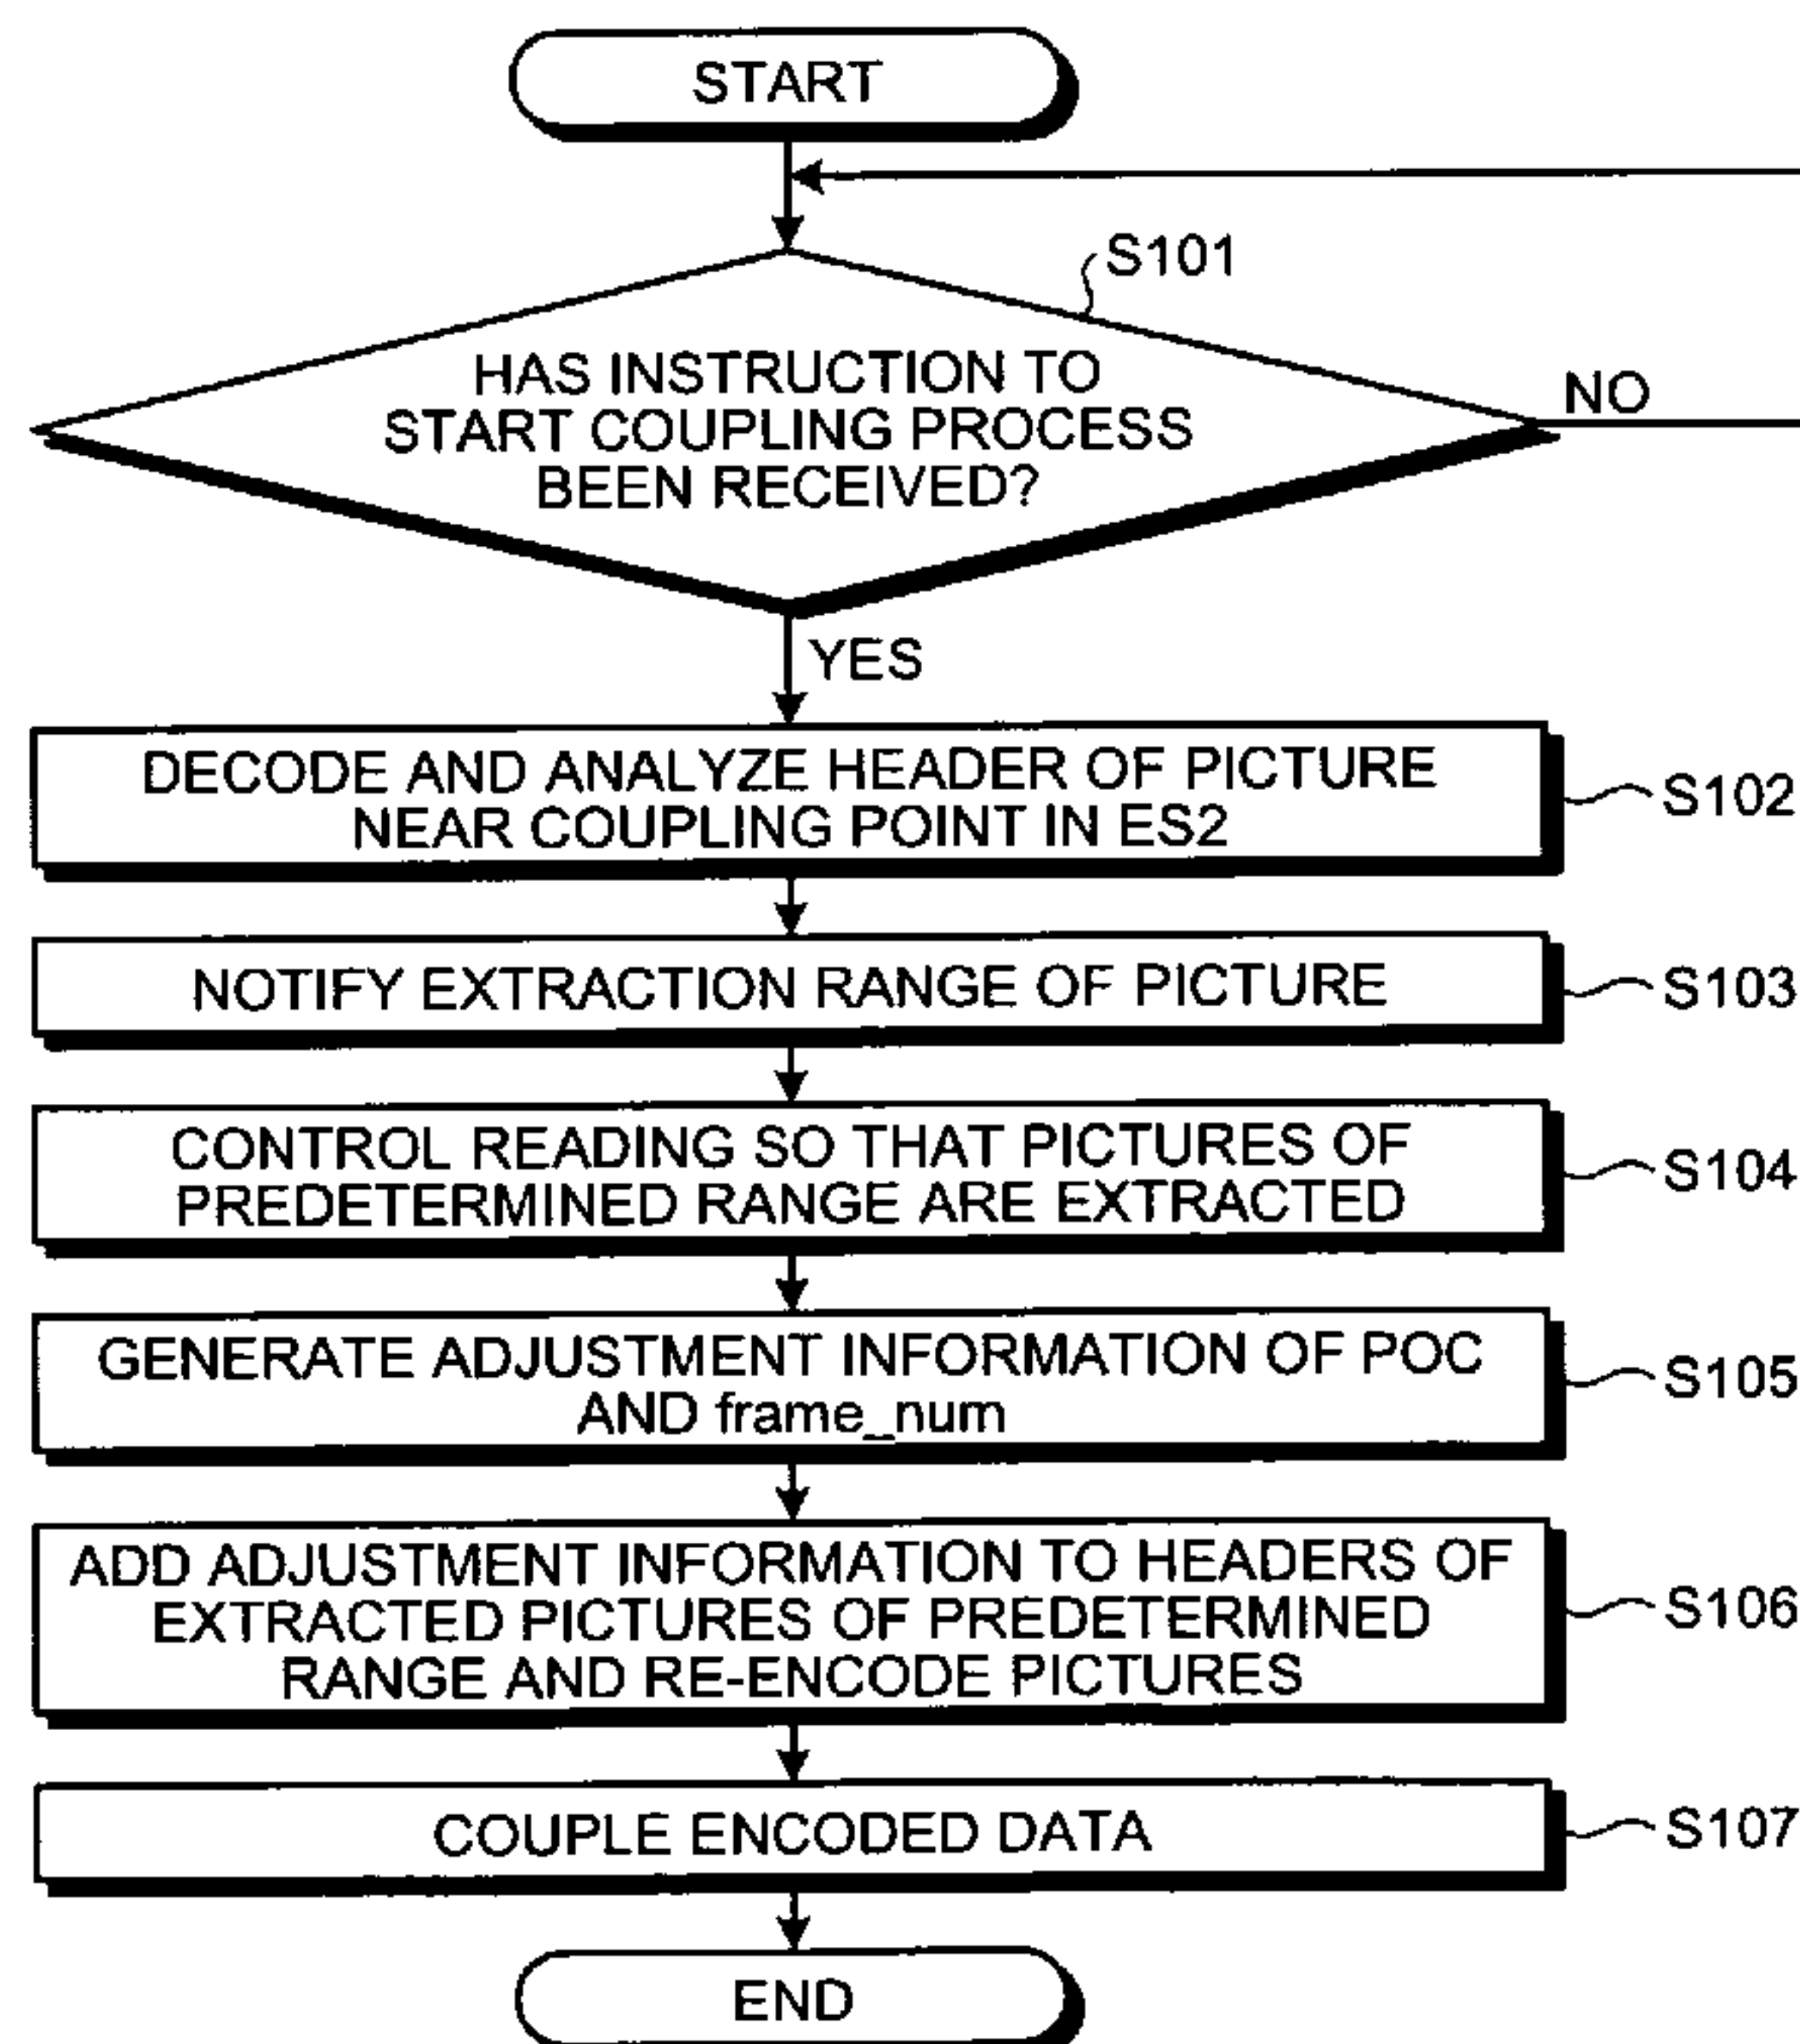 START
S101
HAS INSTRUCTION TO
START COUPLING PROCESS
BEEN RECEIVED?
NO
YES
DECODE AND ANALYZE HEADER OF PICTURE
NEAR COUPLING POINT IN ES2
S102
NOTIFY EXTRACTION RANGE OF PICTURE
S103
CONTROL READING SO THAT PICTURES OF
PREDETERMINED RANGE ARE EXTRACTED
S104
GENERATE ADJUSTMENT INFORMATION OF POC
AND frame_num
S105
ADD ADJUSTMENT INFORMATION TO HEADERS OF
EXTRACTED PICTURES OF PREDETERMINED
RANGE AND RE-ENCODE PICTURES
S106
COUPLE ENCODED DATA
S107
END